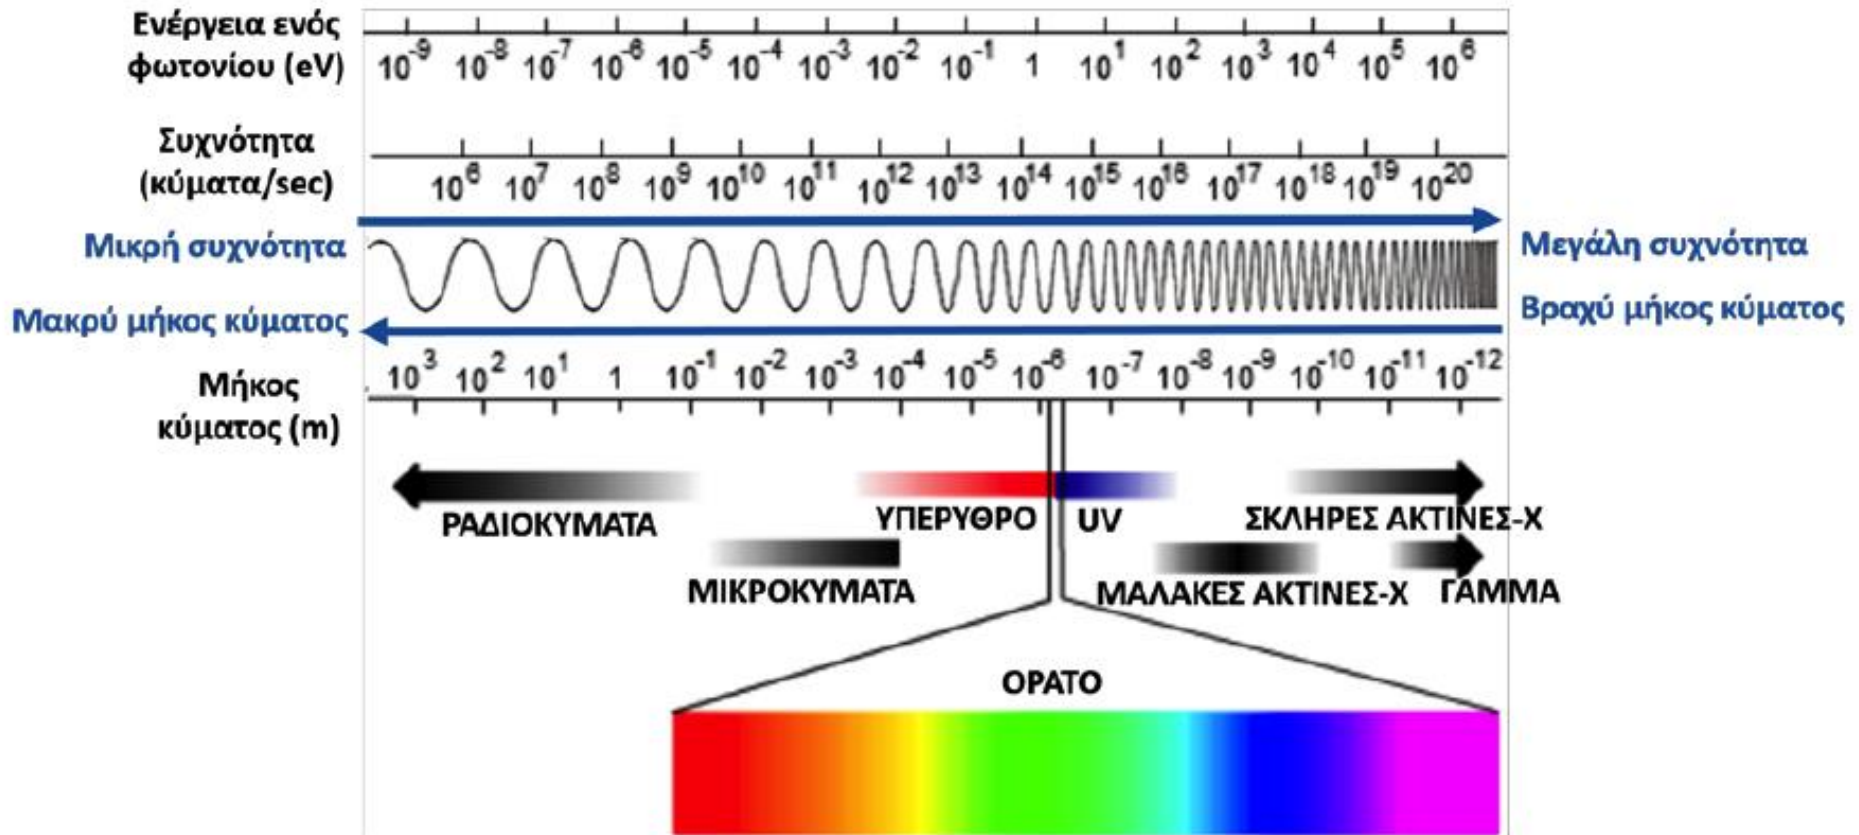 Ενέργεια ενός
φωτονίου (eV)
10⁻⁹ 10⁻⁸ 10⁻⁷ 10⁻⁶ 10⁻⁵ 10⁻⁴ 10⁻³ 10⁻² 10⁻¹ 1 10¹ 10² 10³ 10⁴ 10⁵ 10⁶
Συχνότητα
(κύματα/sec)
10⁶ 10⁷ 10⁸ 10⁹ 10¹⁰ 10¹¹ 10¹² 10¹³ 10¹⁴ 10¹⁵ 10¹⁶ 10¹⁷ 10¹⁸ 10¹⁹ 10²⁰
Μικρή συχνότητα
Μεγάλη συχνότητα
Μακρύ μήκος κύματος
Βραχύ μήκος κύματος
Μήκος
κύματος (m)
10³ 10² 10¹ 1 10⁻¹ 10⁻² 10⁻³ 10⁻⁴ 10⁻⁵ 10⁻⁶ 10⁻⁷ 10⁻⁸ 10⁻⁹ 10⁻¹⁰ 10⁻¹¹ 10⁻¹²
ΡΑΔΙΟΚΥΜΑΤΑ
ΥΠΕΡΥΘΡΟ
UV
ΣΚΛΗΡΕΣ ΑΚΤΙΝΕΣ-Χ
ΜΙΚΡΟΚΥΜΑΤΑ
ΜΑΛΑΚΕΣ ΑΚΤΙΝΕΣ-Χ
ΓΑΜΜΑ
ΟΡΑΤΟ